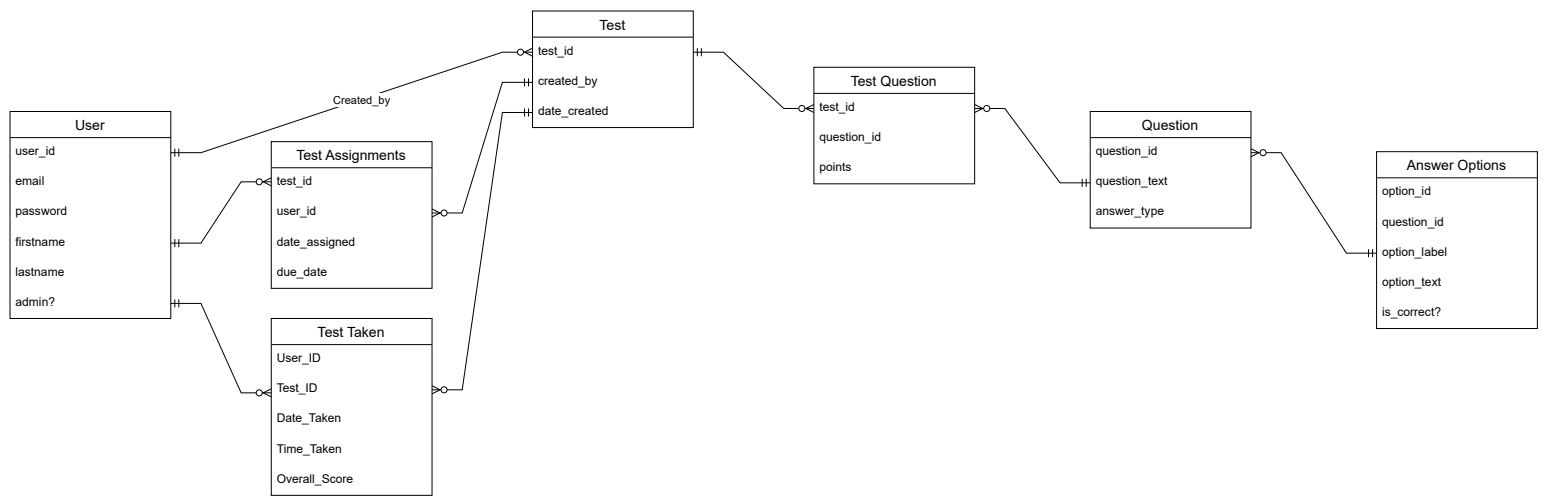 Test
test_id
created_by
date_created
Created_by
User
user_id
email
password
firstname
lastname
admin?
Test Assignments
test_id
user_id
date_assigned
due_date
Test Taken
User_ID
Test_ID
Date_Taken
Time_Taken
Overall_Score
Test Question
test_id
question_id
points
Question
question_id
question_text
answer_type
Answer Options
option_id
question_id
option_label
option_text
is_correct?